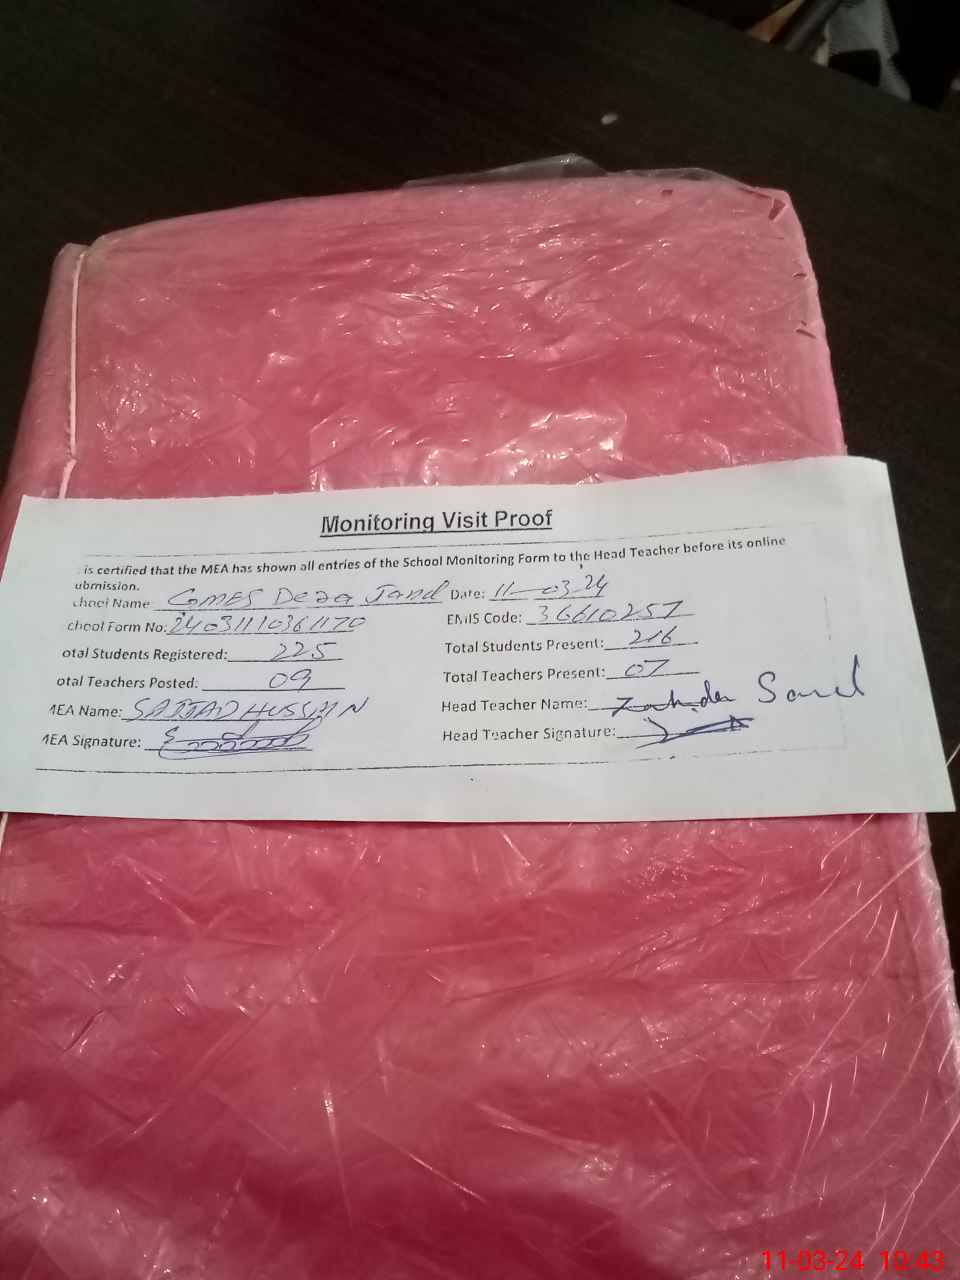 Monitoring Visit Proof
is certified that the MEA has shown all entries of the School Monitoring Form to the Head Teacher before its online
ubmission.
chool Name GMES Dera Jand Date: 11-03-24
chool Form No: 24031110361170 EMIS Code: 36610257
otal Students Registered: 225 Total Students Present: 216
otal Teachers Posted: 09 Total Teachers Present: 07
MEA Name: SAJJAD HUSSAIN Head Teacher Name:
MEA Signature: Head Teacher Signature:
11-03-24 10:43